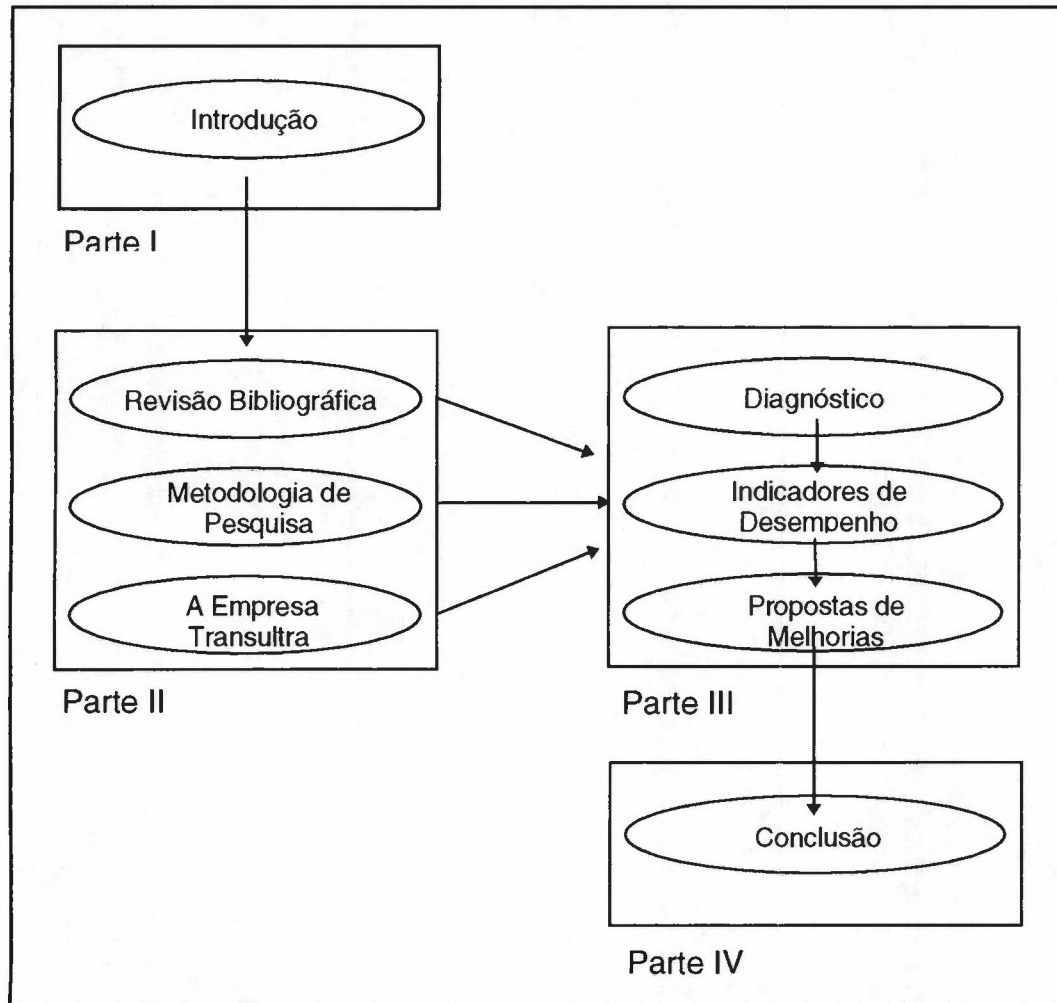 Introdução
Parte I
Revisão Bibliográfica
Metodologia de
Pesquisa
A Empresa
Transultra
Parte II
Diagnóstico
Indicadores de
Desempenho
Propostas de
Melhorias
Parte III
Conclusão
Parte IV